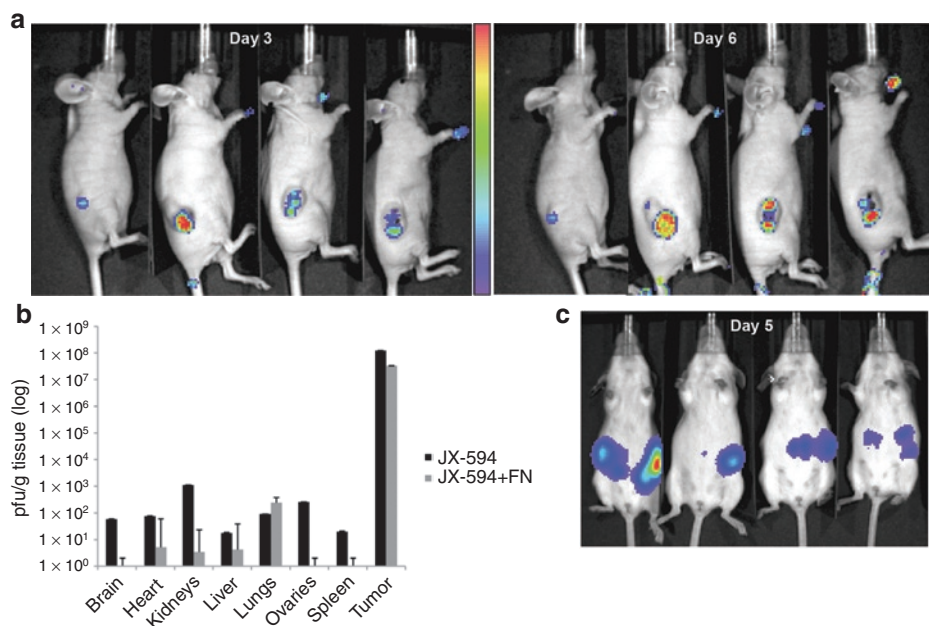 a
Day 3
Day 6
b
1 × 10⁹
1 × 10⁸
1 × 10⁷
1 × 10⁶
1 × 10⁵
1 × 10⁴
1 × 10³
1 × 10²
1 × 10¹
1 × 10⁰
pfu/g tissue (log)
Brain
Heart
Kidneys
Liver
Lungs
Ovaries
Spleen
Tumor
JX-594
JX-594+FN
c
Day 5